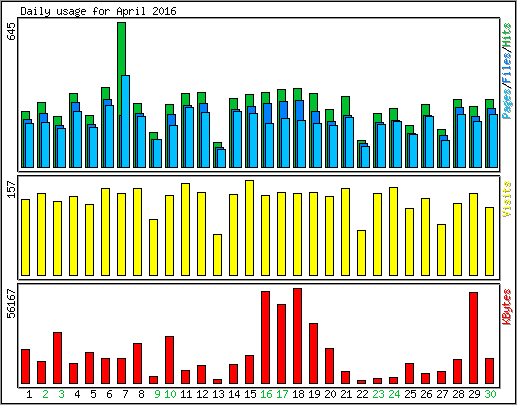 Daily usage for April 2016
645
Pages/Files/Hits
157
Visits
56167
KBytes
1 2 3 4 5 6 7 8 9 10 11 12 13 14 15 16 17 18 19 20 21 22 23 24 25 26 27 28 29 30